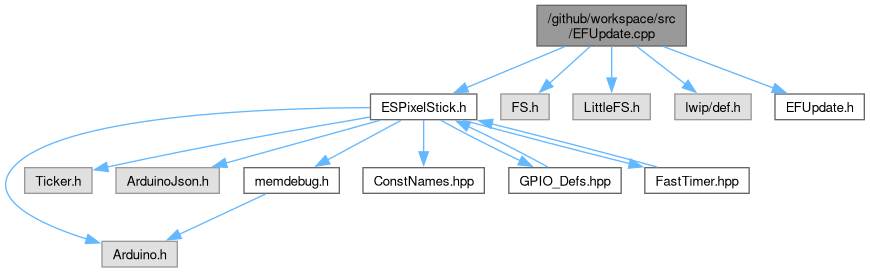 /github/workspace/src
/EFUpdate.cpp
ESPixelStick.h
FS.h
LittleFS.h
lwip/def.h
EFUpdate.h
Ticker.h
ArduinoJson.h
memdebug.h
ConstNames.hpp
GPIO_Defs.hpp
FastTimer.hpp
Arduino.h